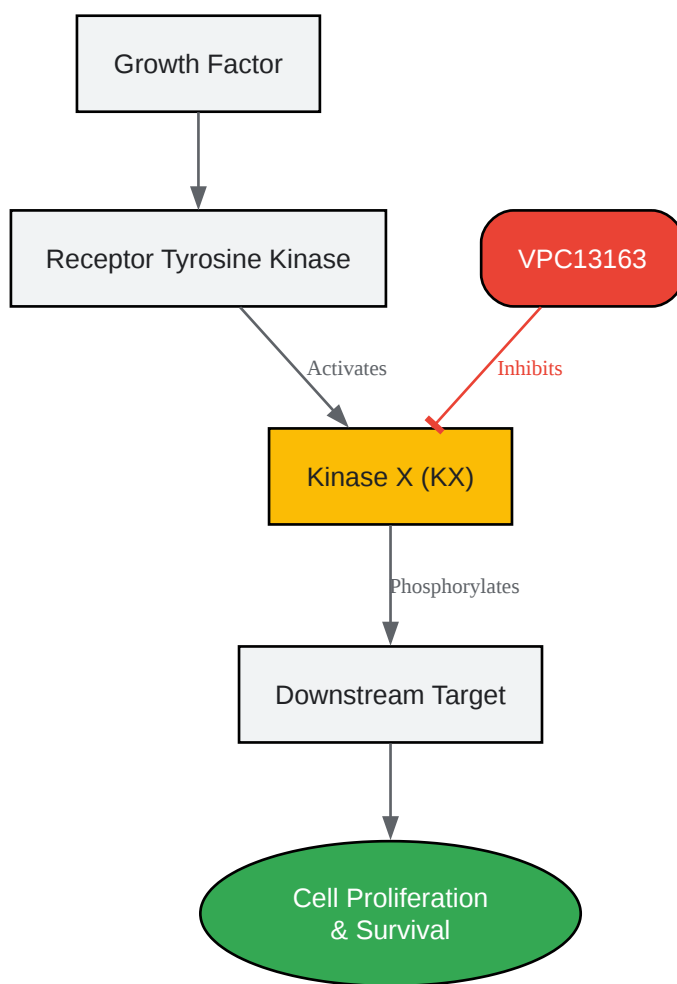 Growth Factor
Receptor Tyrosine Kinase
VPC13163
Activates
Inhibits
Kinase X (KX)
Phosphorylates
Downstream Target
Cell Proliferation
& Survival